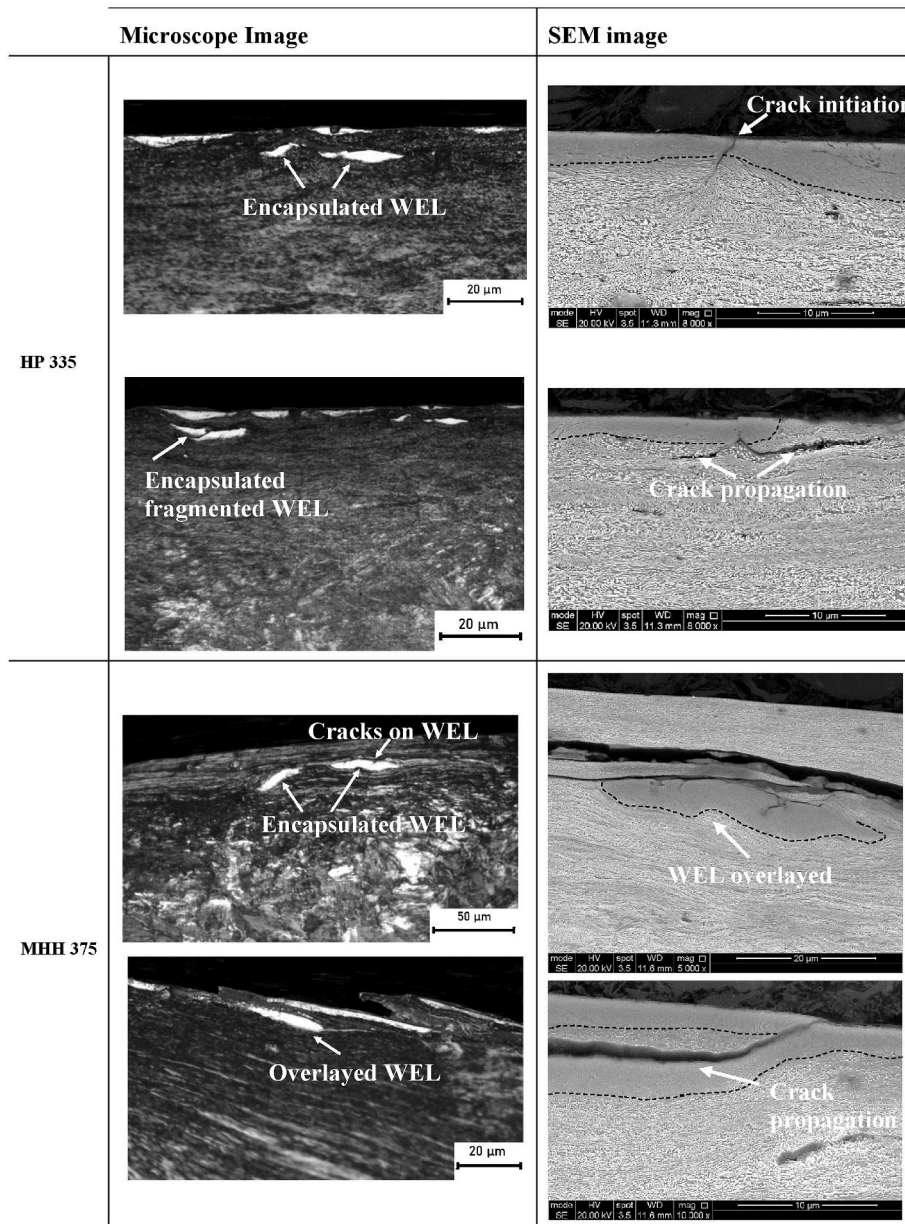 Microscope Image
SEM image
HP 335
Encapsulated WEL
20 µm
Crack initiation
mode HV spot WD mag
SE 20.00 kV 3.5 11.3 mm 8 000 x
10 µm
Encapsulated
fragmented WEL
20 µm
Crack propagation
mode HV spot WD mag
SE 20.00 kV 3.5 11.3 mm 8 000 x
10 µm
MHH 375
Cracks on WEL
Encapsulated WEL
50 µm
WEL overlayed
mode HV spot WD mag
SE 20.00 kV 3.5 11.6 mm 5 000 x
20 µm
Overlayed WEL
20 µm
Crack
propagation
mode HV spot WD mag
SE 20.00 kV 3.5 11.6 mm 10 000 x
10 µm